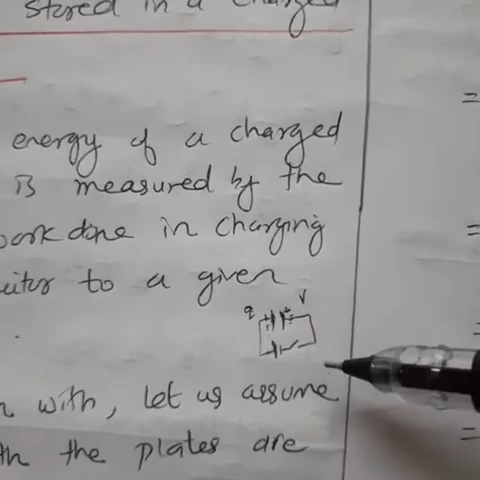 stored in a charged
energy of a charged
is measured by the
work done in charging
to a given
q V
with, let us assume
the plates are